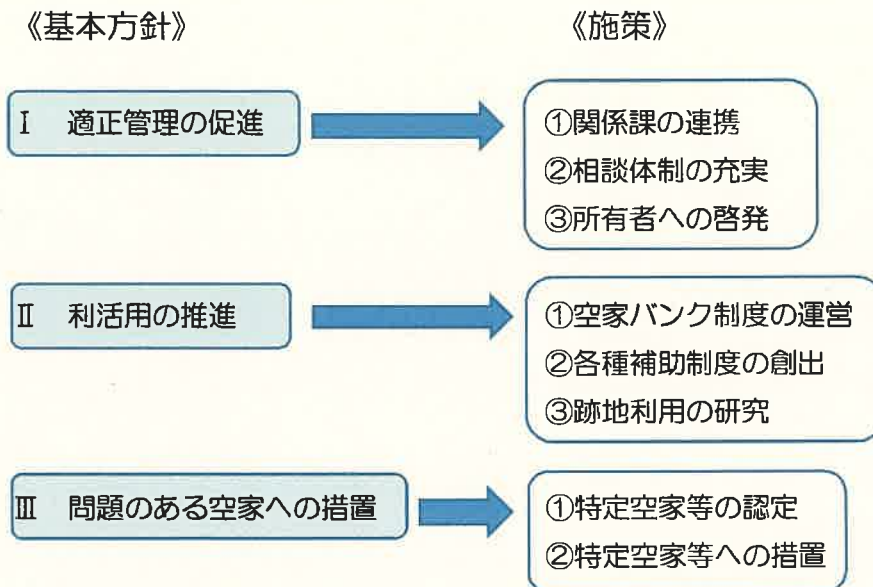 《基本方針》
《施策》
Ⅰ 適正管理の促進
①関係課の連携
②相談体制の充実
③所有者への啓発
Ⅱ 利活用の推進
①空家バンク制度の運営
②各種補助制度の創出
③跡地利用の研究
Ⅲ 問題のある空家への措置
①特定空家等の認定
②特定空家等への措置